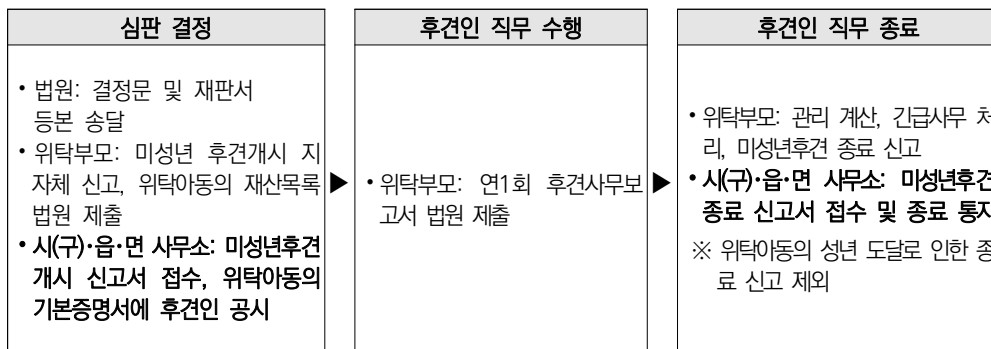 심판 결정
• 법원: 결정문 및 재판서
등본 송달
• 위탁부모: 미성년 후견개시 지
자체 신고, 위탁아동의 재산목록
법원 제출
• 시(구)·읍·면 사무소: 미성년후견
개시 신고서 접수, 위탁아동의
기본증명서에 후견인 공시
▶
후견인 직무 수행
• 위탁부모: 연1회 후견사무보
고서 법원 제출
▶
후견인 직무 종료
• 위탁부모: 관리 계산, 긴급사무 처
리, 미성년후견 종료 신고
• 시(구)·읍·면 사무소: 미성년후견
종료 신고서 접수 및 종료 통지
※ 위탁아동의 성년 도달로 인한 종
료 신고 제외